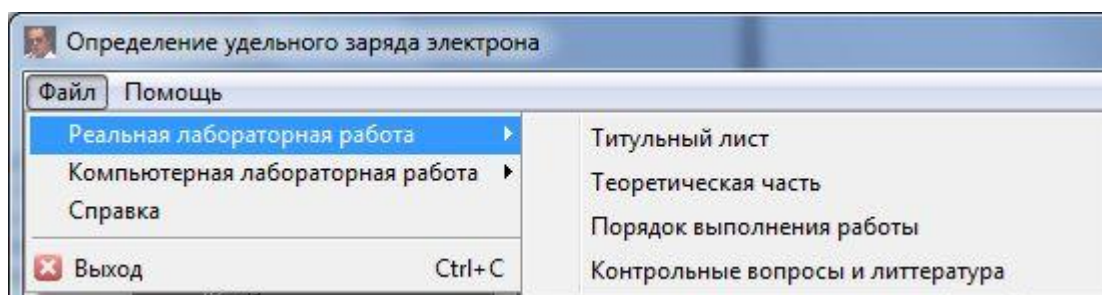 Определение удельного заряда электрона
Файл Помощь
Реальная лабораторная работа
Компьютерная лабораторная работа
Справка
Выход Ctrl+C
Титульный лист
Теоретическая часть
Порядок выполнения работы
Контрольные вопросы и литтература